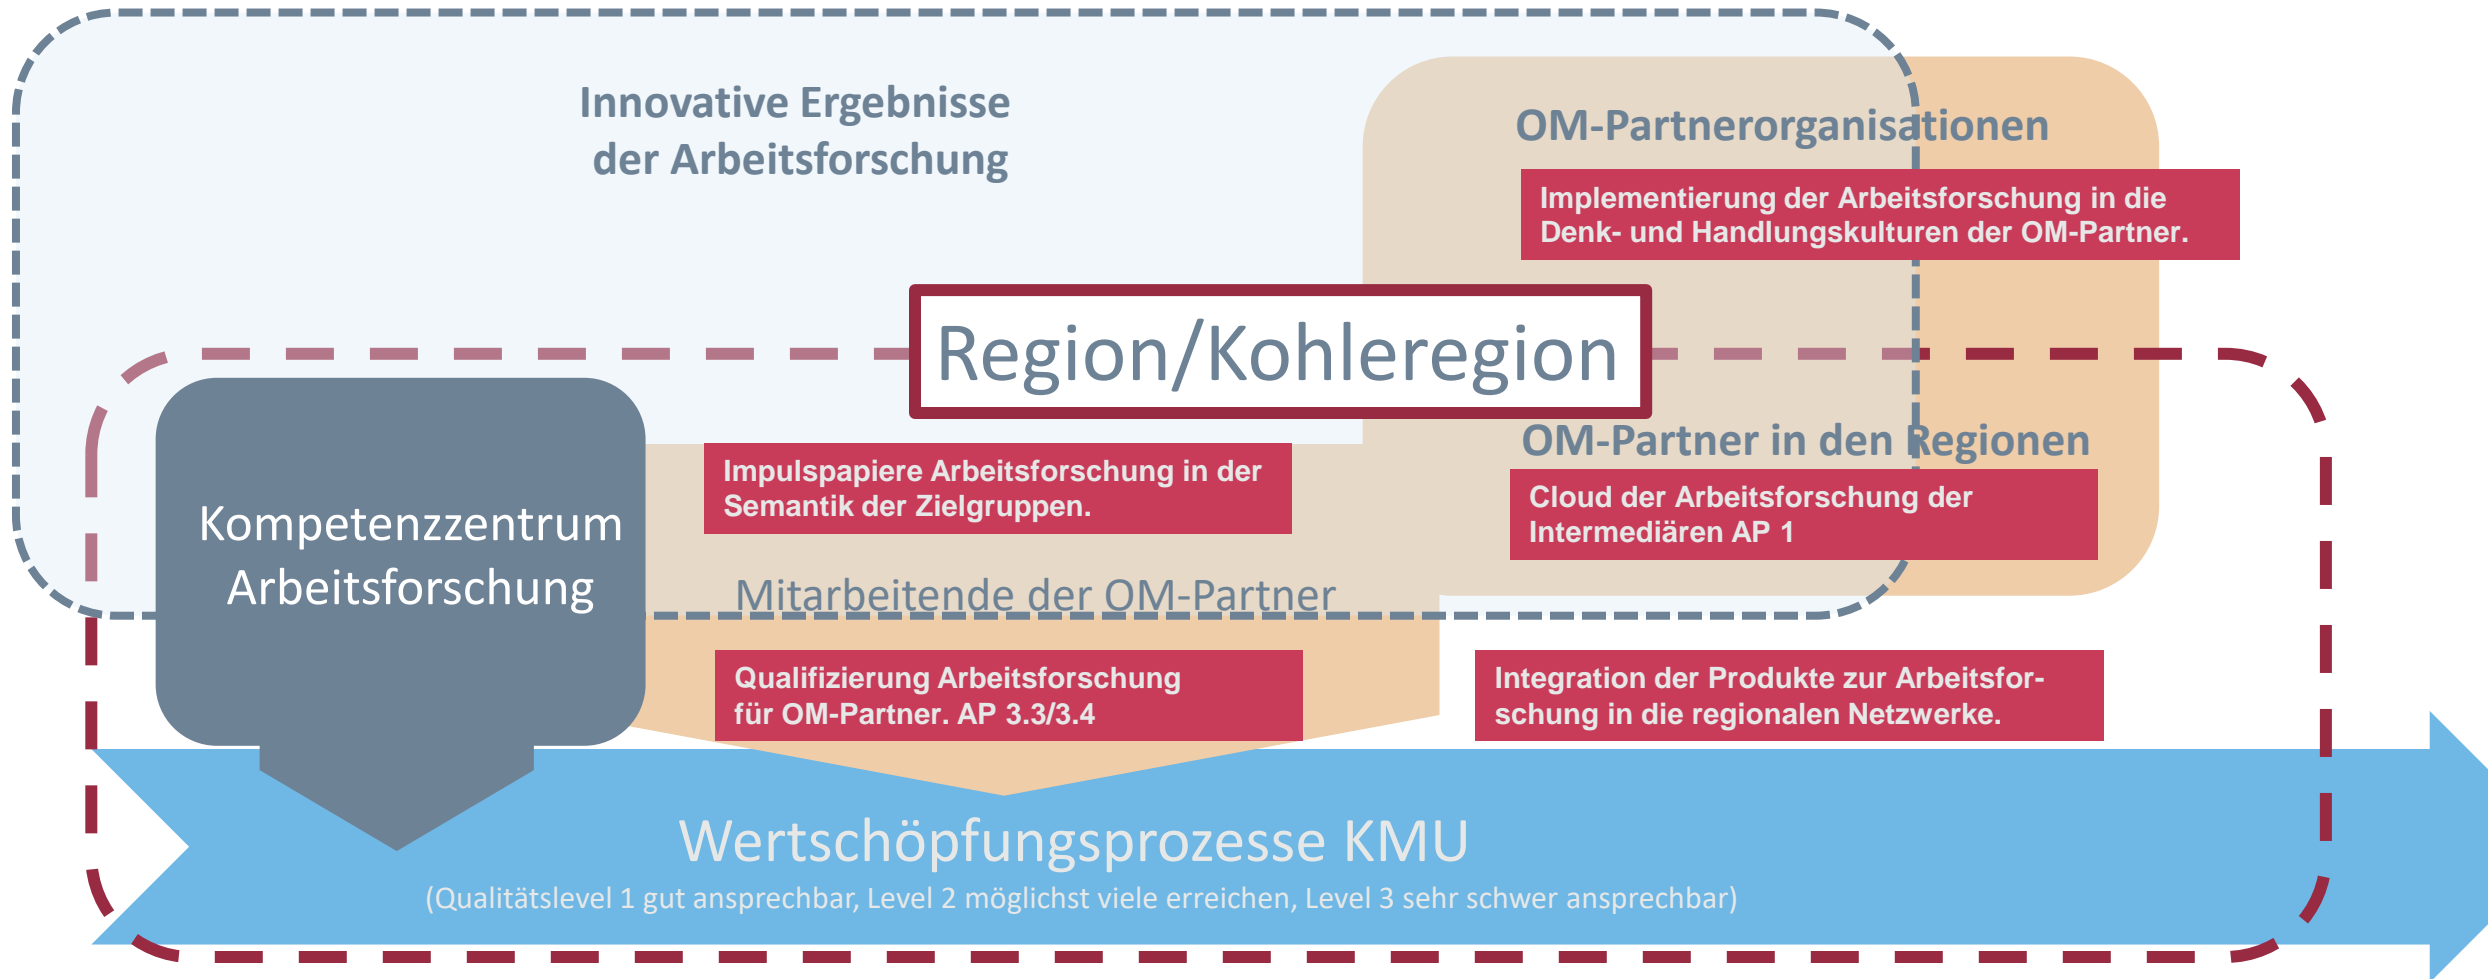 Innovative Ergebnisse
der Arbeitsforschung
OM-Partnerorganisationen
Implementierung der Arbeitsforschung in die
Denk- und Handlungskulturen der OM-Partner.
Region/Kohleregion
OM-Partner in den Regionen
Cloud der Arbeitsforschung der
Intermediären AP 1
Impulspapiere Arbeitsforschung in der
Semantik der Zielgruppen.
Kompetenzzentrum
Arbeitsforschung
Mitarbeitende der OM-Partner
Qualifizierung Arbeitsforschung
für OM-Partner. AP 3.3/3.4
Integration der Produkte zur Arbeitsfor-
schung in die regionalen Netzwerke.
Wertschöpfungsprozesse KMU
(Qualitätslevel 1 gut ansprechbar, Level 2 möglichst viele erreichen, Level 3 sehr schwer ansprechbar)